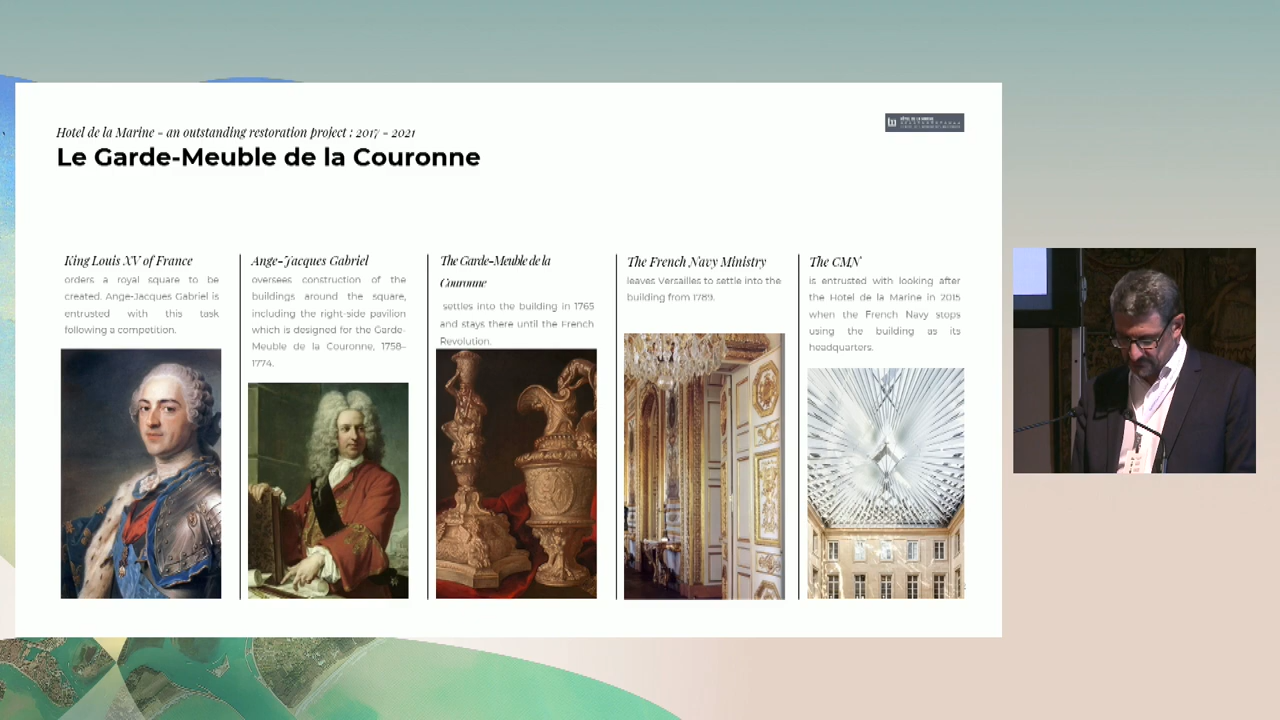 Hotel de la Marine - an outstanding restoration project : 2017 - 2021
Le Garde-Meuble de la Couronne
King Louis XV of France
orders a royal square to be
created. Ange-Jacques Gabriel is
entrusted with this task
following a competition.
Ange-Jacques Gabriel
oversees construction of the
buildings around the square,
including the right-side pavilion
which is designed for the Garde-
Meuble de la Couronne, 1758–
1774.
The Garde-Meuble de la
Couronne
settles into the building in 1765
and stays there until the French
Revolution.
The French Navy Ministry
leaves Versailles to settle into the
building from 1789.
The CMN
is entrusted with looking after
the Hotel de la Marine in 2015
when the French Navy stops
using the building as its
headquarters.